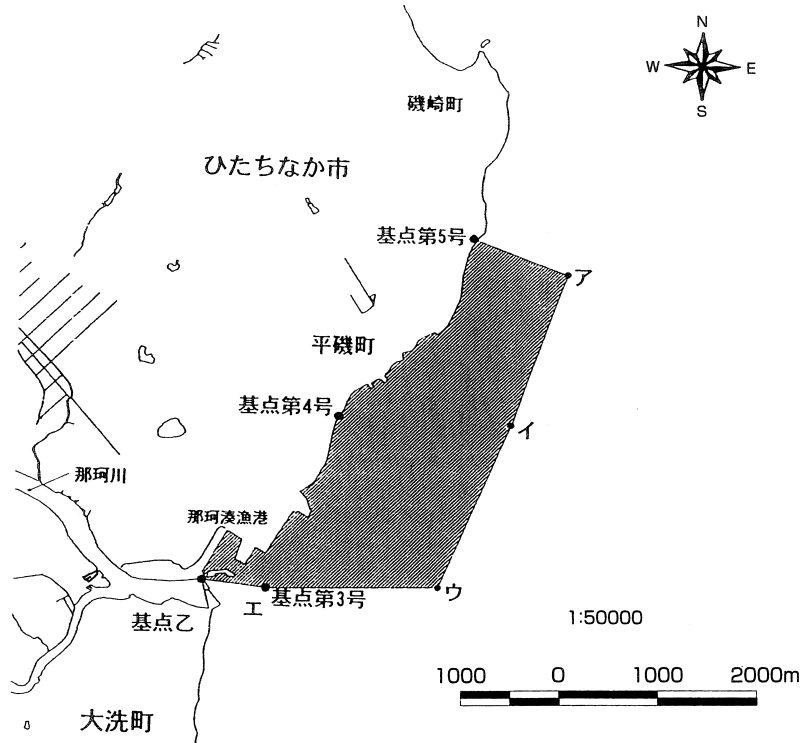 N
W
E
S
磯崎町
ひたちなか市
基点第5号
ア
平磯町
基点第4号
イ
那珂川
那珂湊漁港
基点第3号
ウ
エ
基点乙
1:50000
1000 0 1000 2000m
大洗町